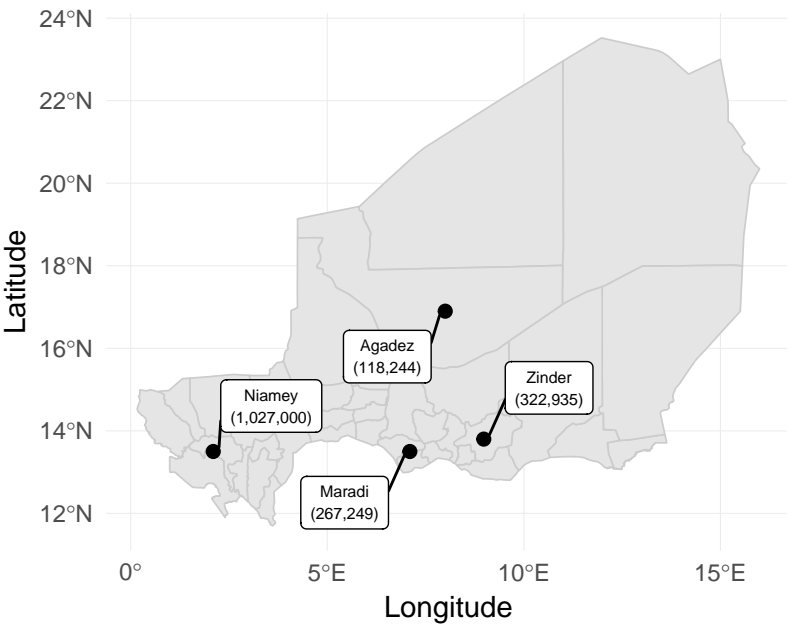 24°N
22°N
20°N
18°N
16°N
14°N
12°N
Latitude
Agadez
(118,244)
Zinder
(322,935)
Niamey
(1,027,000)
Maradi
(267,249)
0°
5°E
10°E
15°E
Longitude